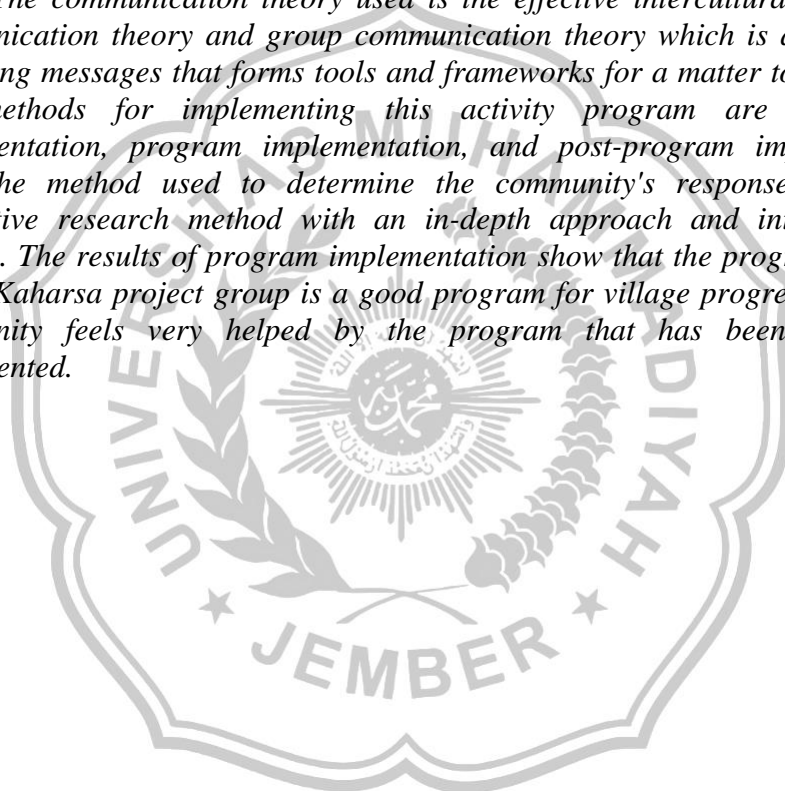 The communication theory used is the effective intercultural
nication theory and group communication theory which is a
ng messages that forms tools and frameworks for a matter to
ethods for implementing this activity program are
entation, program implementation, and post-program im
he method used to determine the community's response
tive research method with an in-depth approach and in
. The results of program implementation show that the prog
Kaharsa project group is a good program for village progre
nity feels very helped by the program that has been
ented.
UNIVERSITAS MUHAMMADIYAH
JEMBER